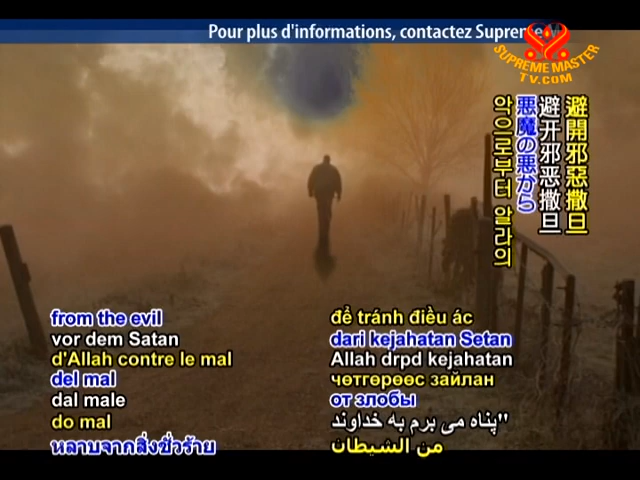 Pour plus d'informations, contactez Supreme M
SUPREME MASTER
TV.COM
避開邪惡撒旦
避开邪恶撒旦
悪魔の悪から
악으로부터 알라의
from the evil
vor dem Satan
d'Allah contre le mal
del mal
dal male
do mal
หลาบจากสิ่งชั่วร้าย
để tránh điều ác
dari kejahatan Setan
Allah drpd kejahatan
чөтгөрөөс зайлан
от злобы
پناه می برم به خداوند"
من الشيطان